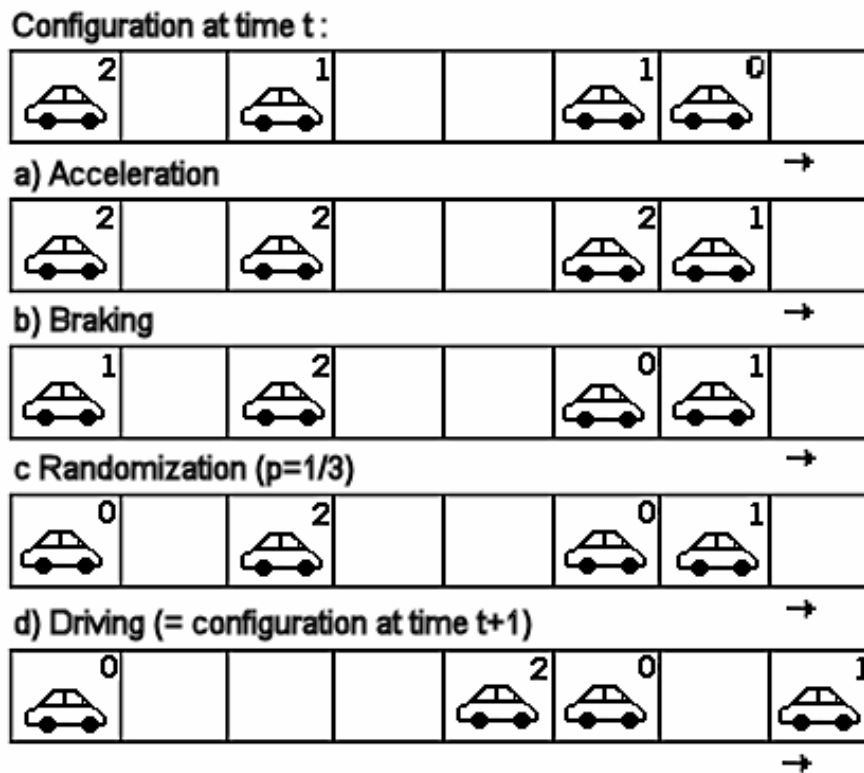 Configuration at time t :
2 1 1 0
→
a) Acceleration
2 2 2 1
→
b) Braking
1 2 0 1
→
c Randomization (p=1/3)
0 2 0 1
→
d) Driving (= configuration at time t+1)
0 2 0 1
→